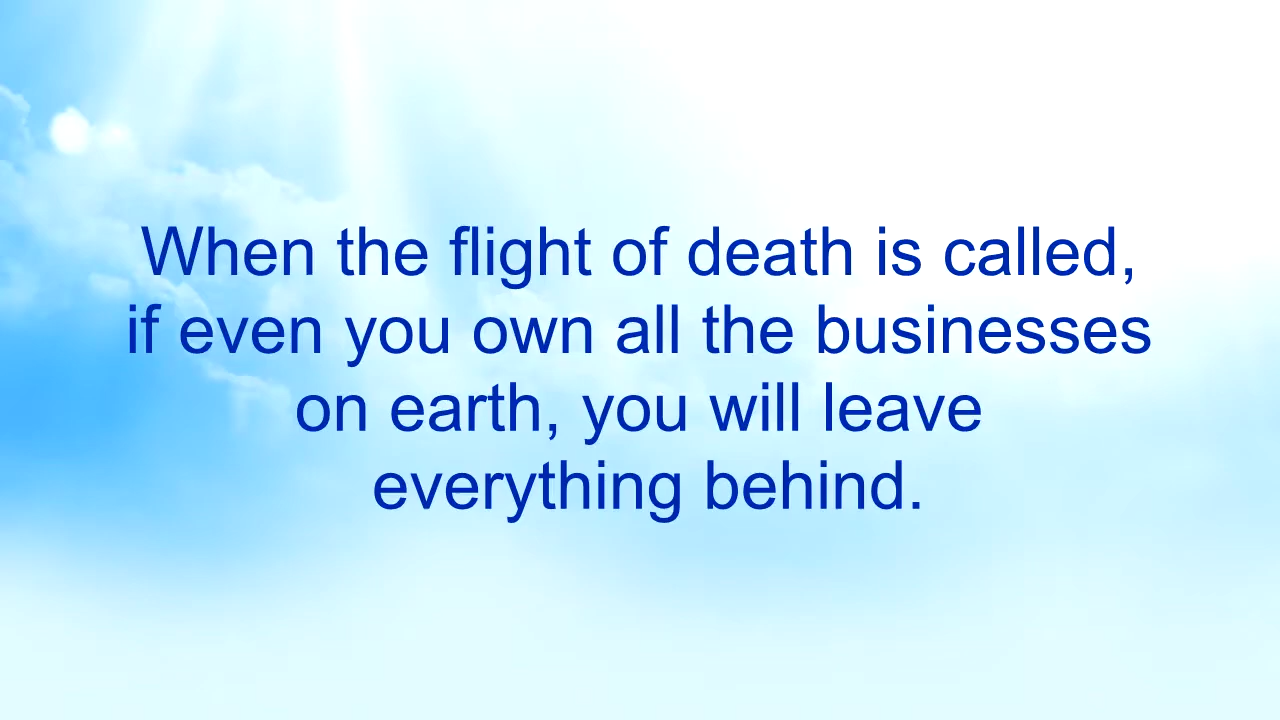 When the flight of death is called,
if even you own all the businesses
on earth, you will leave
everything behind.